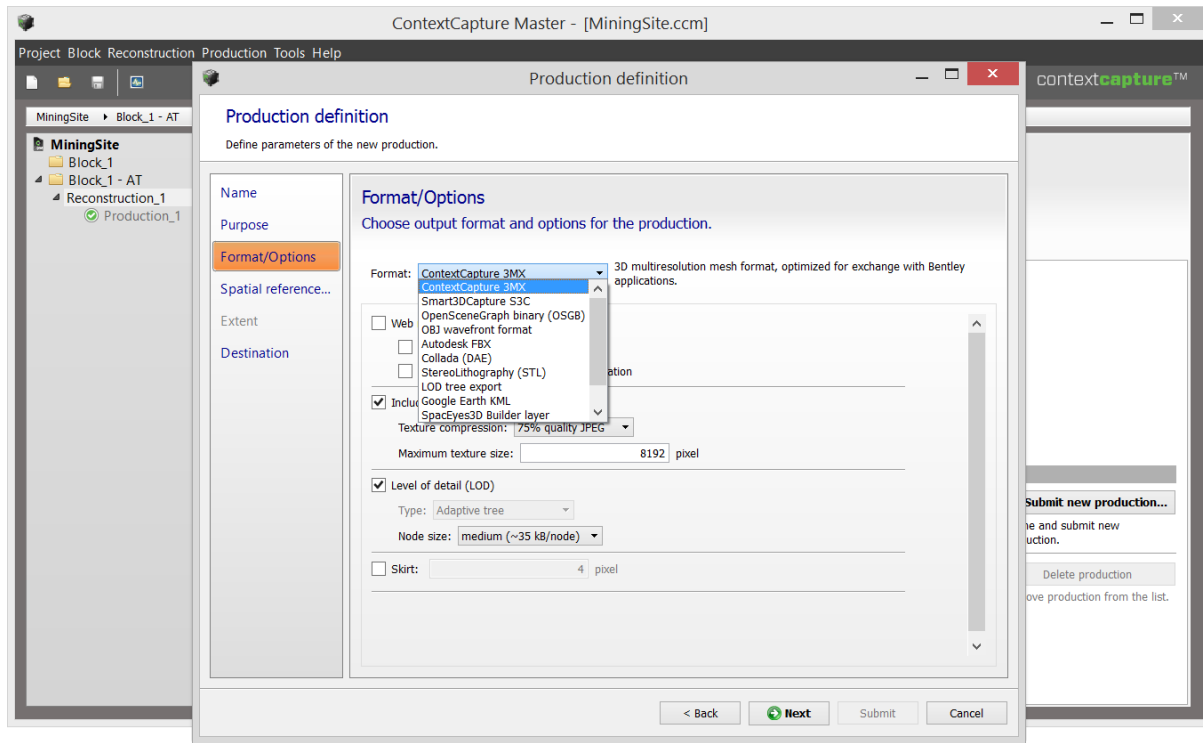 ContextCapture Master - [MiningSite.ccm]
Project Block Reconstruction Production Tools Help
contextcapture™
MiningSite Block_1 - AT
MiningSite
Block_1
Block_1 - AT
Reconstruction_1
Production_1
Production definition
Production definition
Define parameters of the new production.
Name
Purpose
Format/Options
Spatial reference...
Extent
Destination
Format/Options
Choose output format and options for the production.
Format: ContextCapture 3MX
3D multiresolution mesh format, optimized for exchange with Bentley
applications.
ContextCapture 3MX
Smart3DCapture S3C
OpenSceneGraph binary (OSGB)
OBJ wavefront format
Autodesk FBX
Collada (DAE)
StereoLithography (STL)
LOD tree export
Google Earth KML
SpacEyes3D Builder layer
Web
ation
Includ
Texture compression: 75% quality JPEG
Maximum texture size: 8192 pixel
Level of detail (LOD)
Type: Adaptive tree
Node size: medium (~35 kB/node)
Skirt: 4 pixel
< Back Next Submit Cancel
Submit new production...
ne and submit new
uction.
Delete production
ove production from the list.